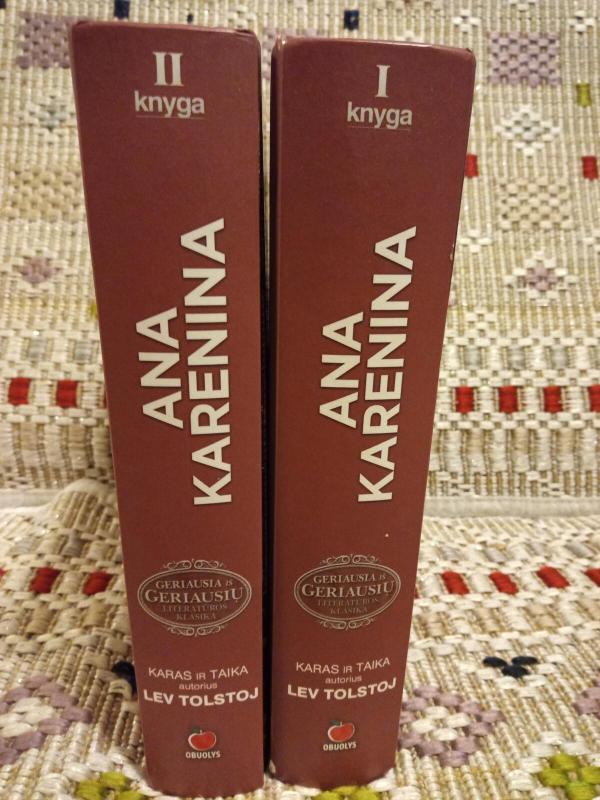 II
knyga
ANA
KARENINA
GERIAUSIA iš
GERIAUSIŲ
LITERATŪROS
KLASIKA
KARAS IR TAIKA
autorius
LEV TOLSTOJ
OBUOLYS
I
knyga
ANA
KARENINA
GERIAUSIA iš
GERIAUSIŲ
LITERATŪROS
KLASIKA
KARAS IR TAIKA
autorius
LEV TOLSTOJ
OBUOLYS